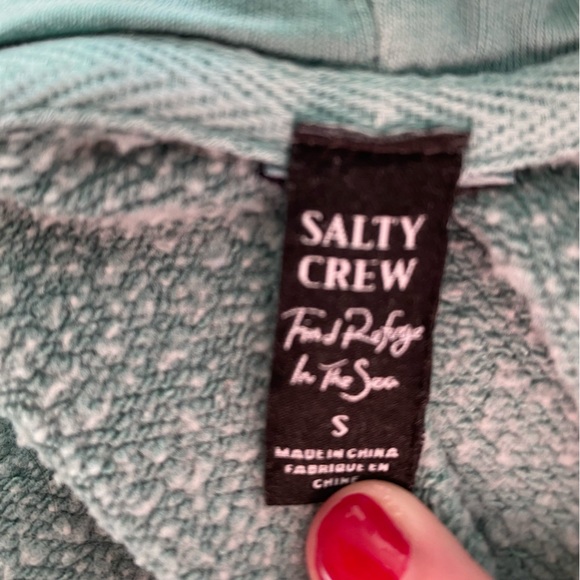 SALTY
CREW
Find Refuge
In The Sea
S
MADE IN CHINA
FABRIQUE EN
CHINE